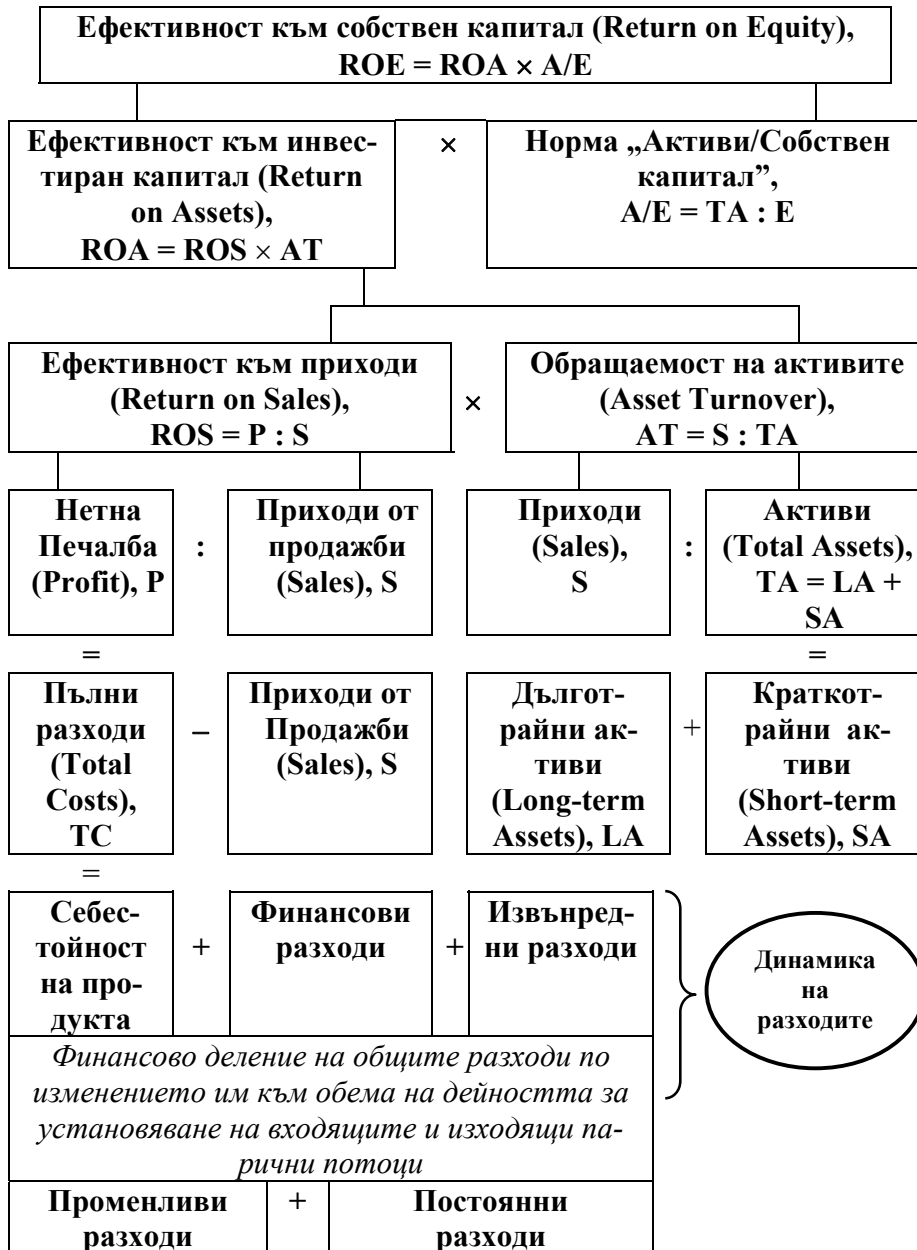 Ефективност към собствен капитал (Return on Equity),
ROE = ROA × A/E
Ефективност към инвес-
тиран капитал (Return
on Assets),
ROA = ROS × AT
×
Норма „Активи/Собствен
капитал”,
A/E = TA : E
Ефективност към приходи
(Return on Sales),
ROS = P : S
×
Обращаемост на активите
(Asset Turnover),
AT = S : TA
Нетна
Печалба
(Profit), P
:
Приходи от
продажби
(Sales), S
Приходи
(Sales),
S
:
Активи
(Total Assets),
TA = LA +
SA
=
=
Пълни
разходи
(Total
Costs),
TC
–
Приходи от
Продажби
(Sales), S
Дългот-
райни ак-
тиви
(Long-term
Assets), LA
+
Краткот-
райни ак-
тиви
(Short-term
Assets), SA
=
Себес-
тойност
на про-
дукта
+
Финансови
разходи
+
Извънред-
ни разходи
Динамика
на
разходите
Финансово деление на общите разходи по
изменението им към обема на дейността за
установяване на входящите и изходящи па-
рични потоци
Променливи
разходи
+
Постоянни
разходи